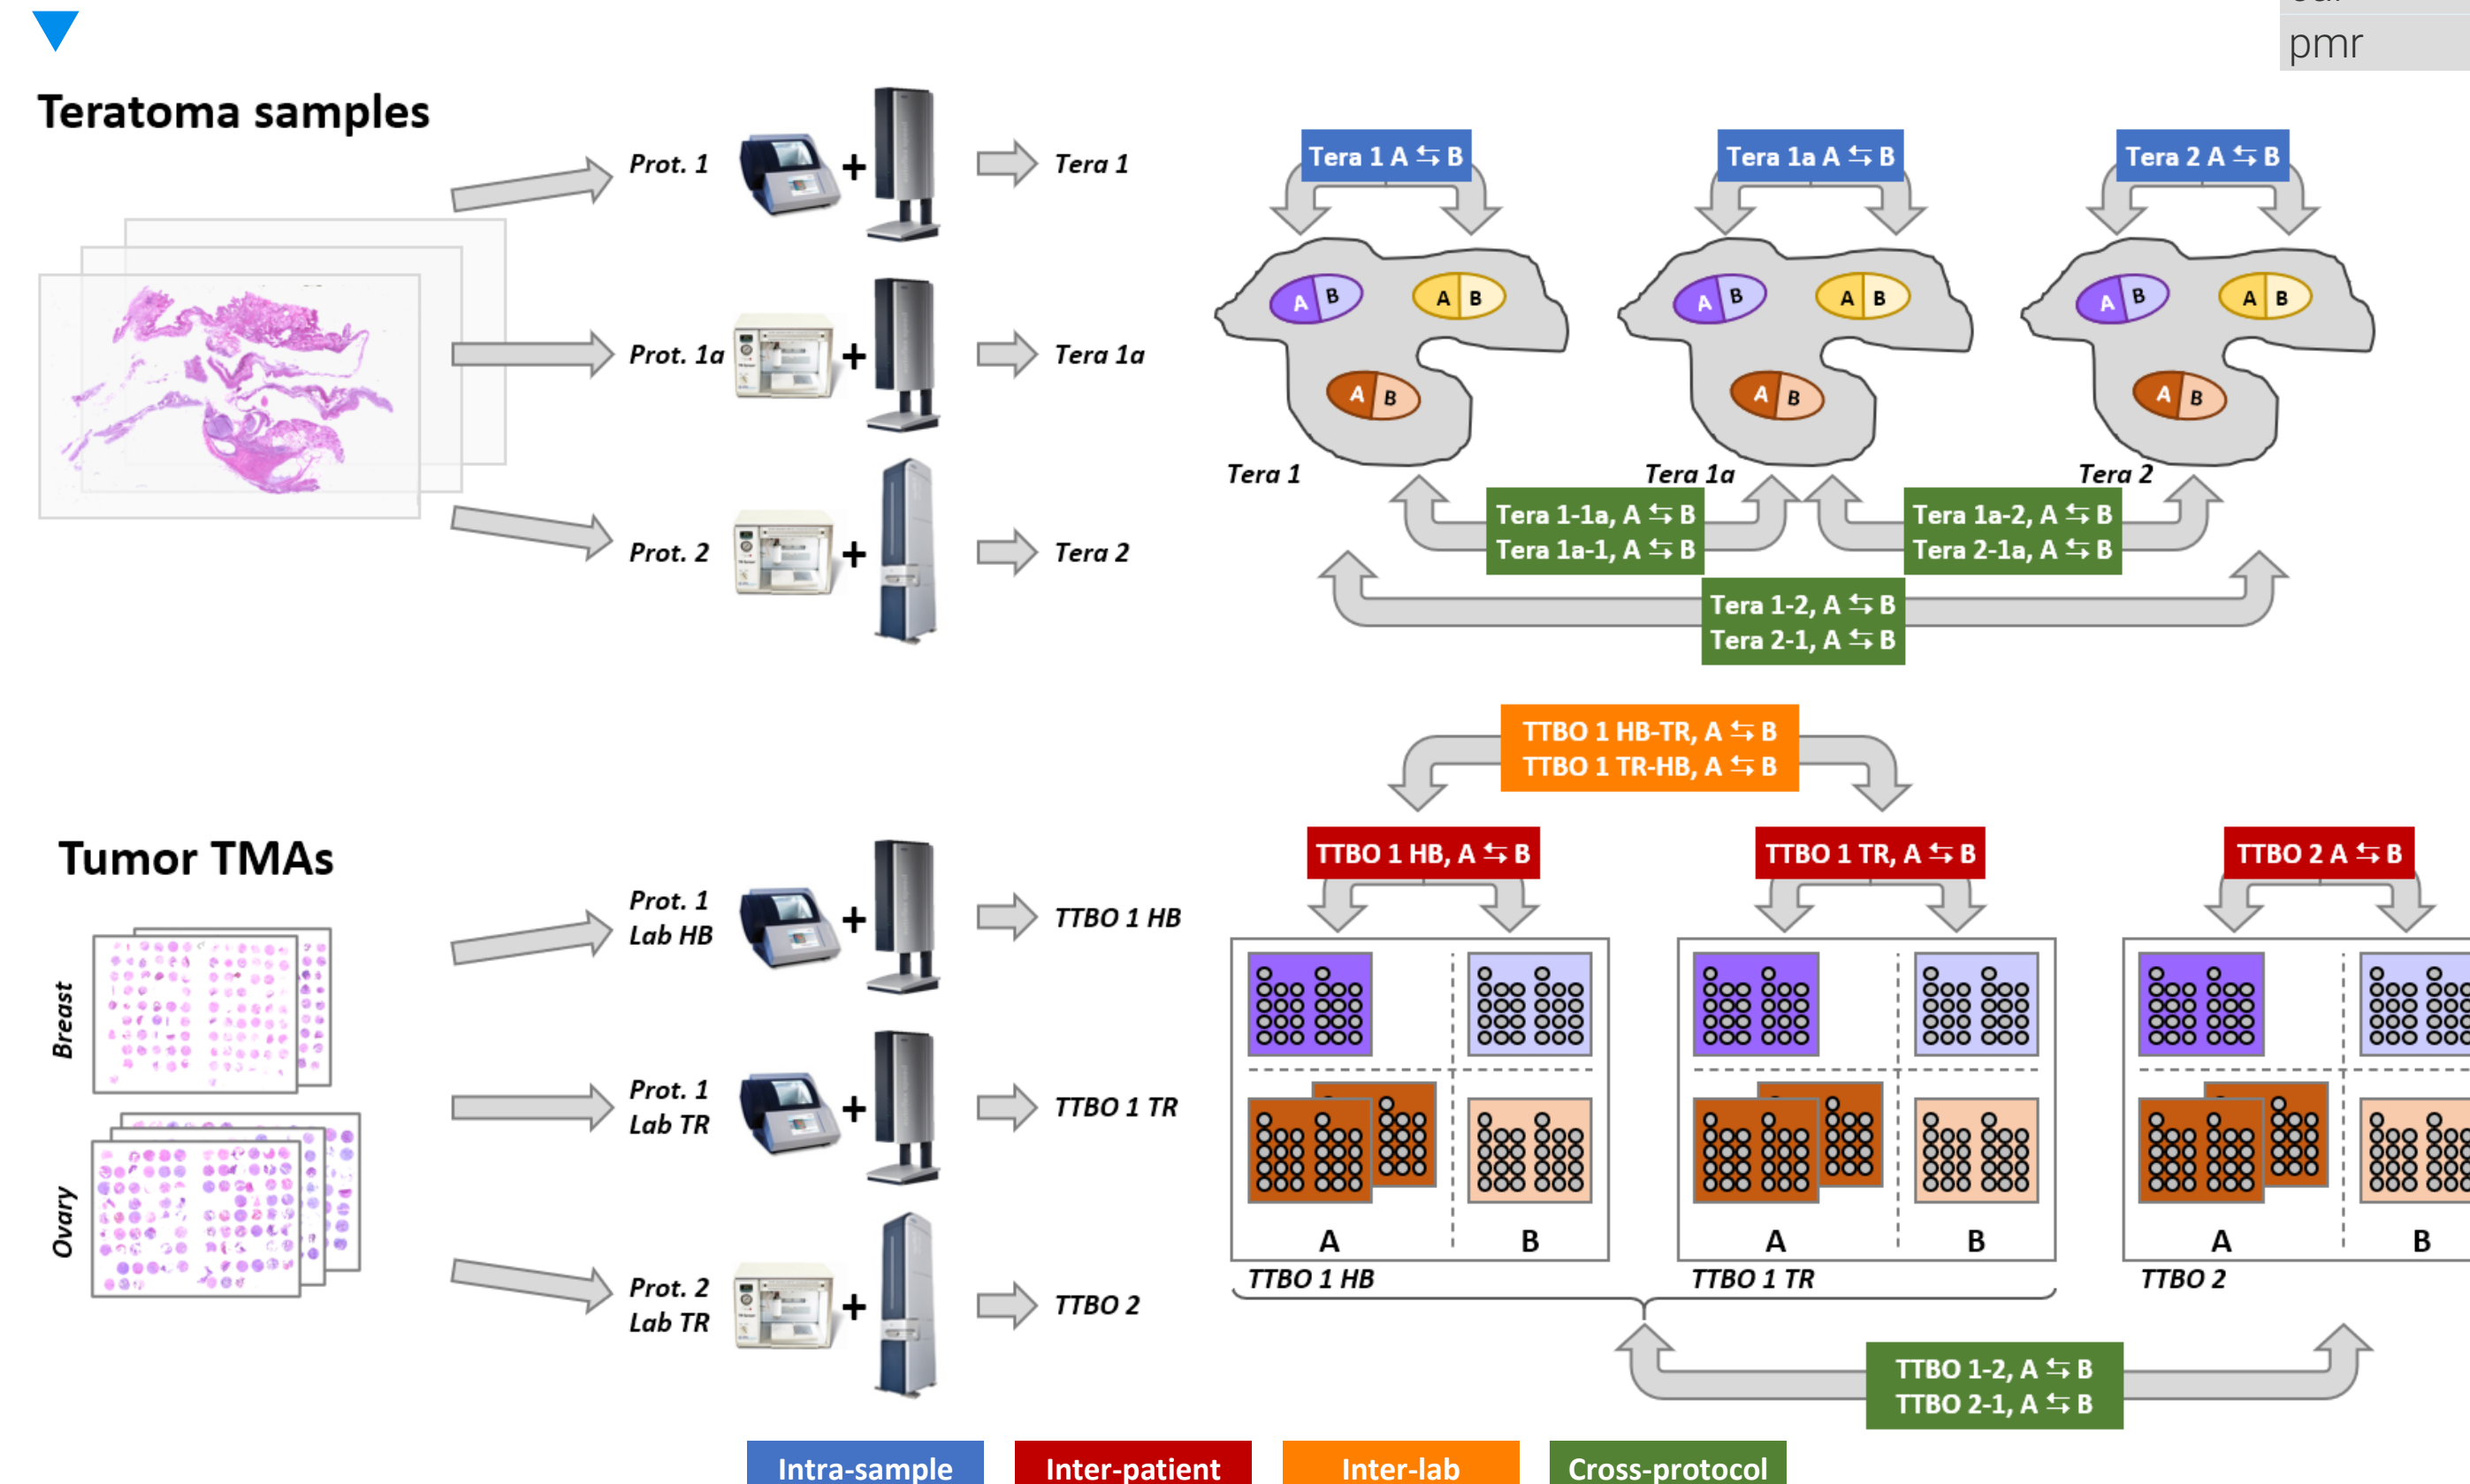 pmr
Teratoma samples
Prot. 1
+
Tera 1
Prot. 1a
+
Tera 1a
Prot. 2
+
Tera 2
Tera 1 A ⇆ B
Tera 1a A ⇆ B
Tera 2 A ⇆ B
A B
A B
A B
A B
A B
A B
A B
A B
A B
Tera 1
Tera 1a
Tera 2
Tera 1-1a, A ⇆ B
Tera 1a-1, A ⇆ B
Tera 1a-2, A ⇆ B
Tera 2-1a, A ⇆ B
Tera 1-2, A ⇆ B
Tera 2-1, A ⇆ B
Tumor TMAs
Breast
Ovary
Prot. 1
Lab HB
+
TTBO 1 HB
Prot. 1
Lab TR
+
TTBO 1 TR
Prot. 2
Lab TR
+
TTBO 2
TTBO 1 HB-TR, A ⇆ B
TTBO 1 TR-HB, A ⇆ B
TTBO 1 HB, A ⇆ B
TTBO 1 TR, A ⇆ B
TTBO 2 A ⇆ B
A B
A B
A B
TTBO 1 HB
TTBO 1 TR
TTBO 2
TTBO 1-2, A ⇆ B
TTBO 2-1, A ⇆ B
Intra-sample
Inter-patient
Inter-lab
Cross-protocol